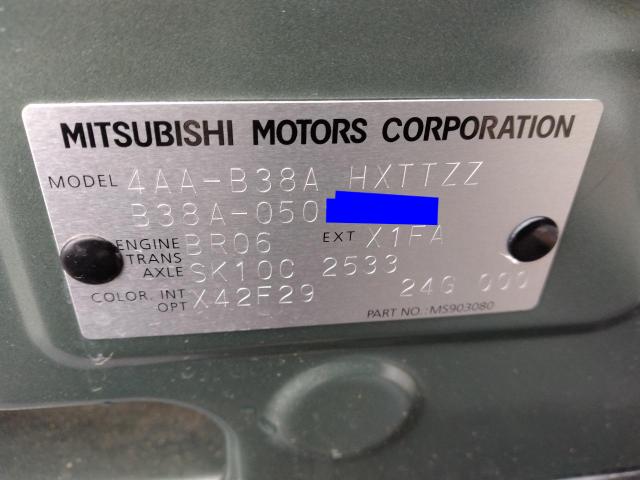 MITSUBISHI MOTORS CORPORATION
MODEL 4AA-B38A HXTTZZ
B38A-050
ENGINE BR06 EXT X1FA
TRANS
AXLE SK10C 2533
COLOR. INT X42F29 24G 000
OPT
PART NO.:MS903080